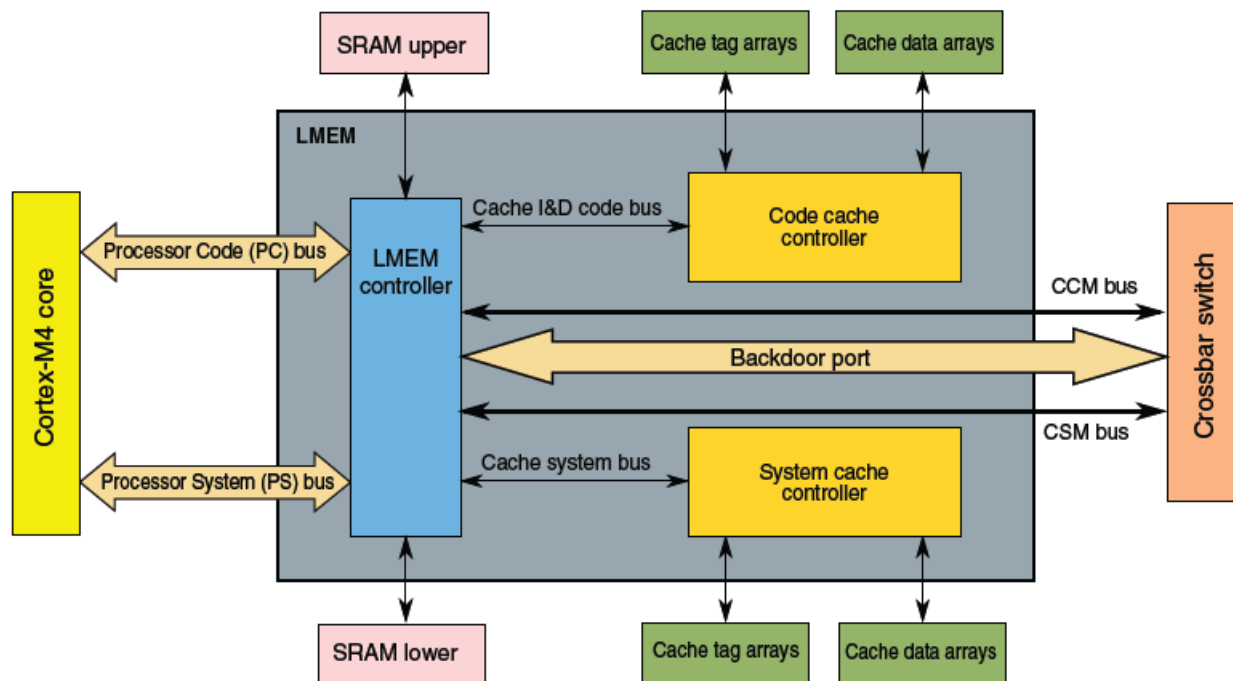 SRAM upper
Cache tag arrays
Cache data arrays
LMEM
Cortex-M4 core
Processor Code (PC) bus
LMEM
controller
Cache I&D code bus
Code cache
controller
CCM bus
Backdoor port
Crossbar switch
CSM bus
Processor System (PS) bus
Cache system bus
System cache
controller
SRAM lower
Cache tag arrays
Cache data arrays